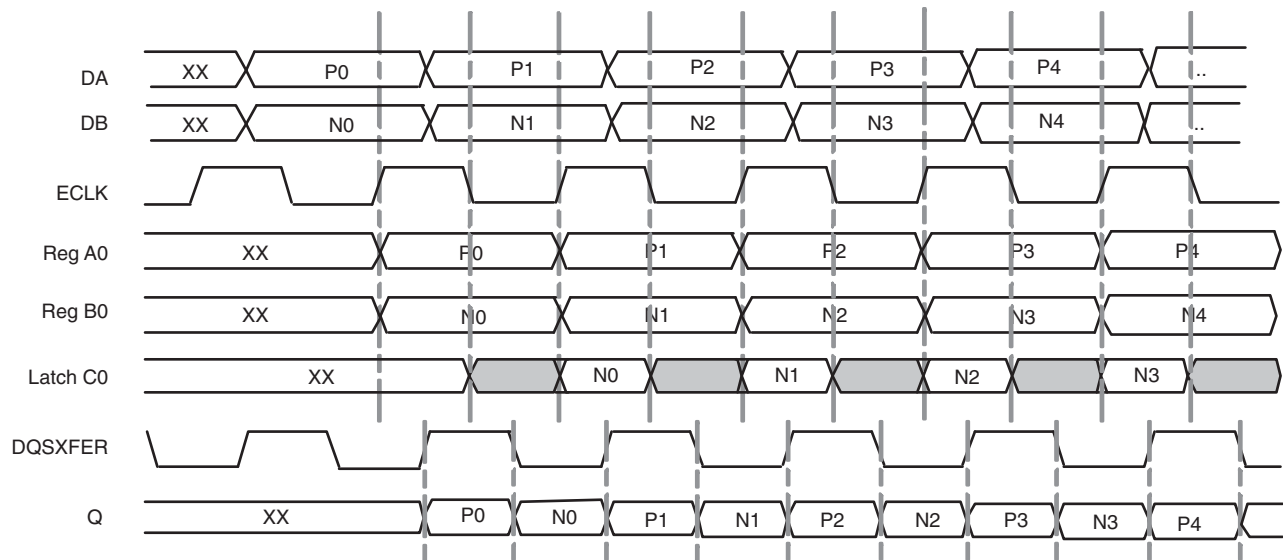 DA XX P0 P1 P2 P3 P4 ..
DB XX N0 N1 N2 N3 N4 ..
ECLK
Reg A0 XX P0 P1 P2 P3 P4
Reg B0 XX N0 N1 N2 N3 N4
Latch C0 XX N0 N1 N2 N3
DQSXFER
Q XX P0 N0 P1 N1 P2 N2 P3 N3 P4